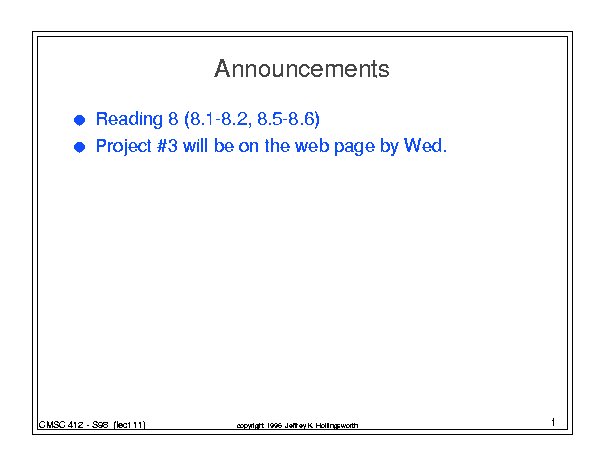 Announcements
Reading 8 (8.1-8.2, 8.5-8.6)
Project #3 will be on the web page by Wed.
CMSC 412 - S98 (lect 11)
copyright 1996 Jeffrey K. Hollingsworth
1